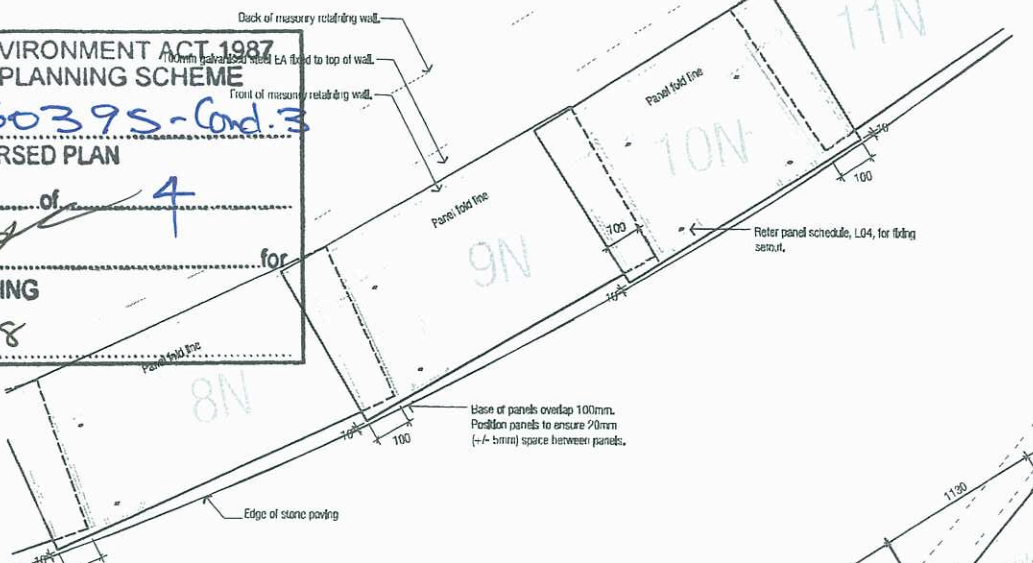 Back of masonry retaining wall.
VIRONMENT ACT 1987
100mm galvanised steel EA fixed to top of wall.
PLANNING SCHEME
Front of masonry retaining wall.
0395-Cond.3
RSED PLAN
of 4
for
ING
8
11N
Panel fold line
10N
10
100
Panel fold line
100
Refer panel schedule, L04, for fixing
setout.
9N
10
Panel fold line
8N
Base of panels overlap 100mm.
Position panels to ensure 20mm
(+/- 5mm) space between panels.
10
100
1130
Edge of stone paving
10